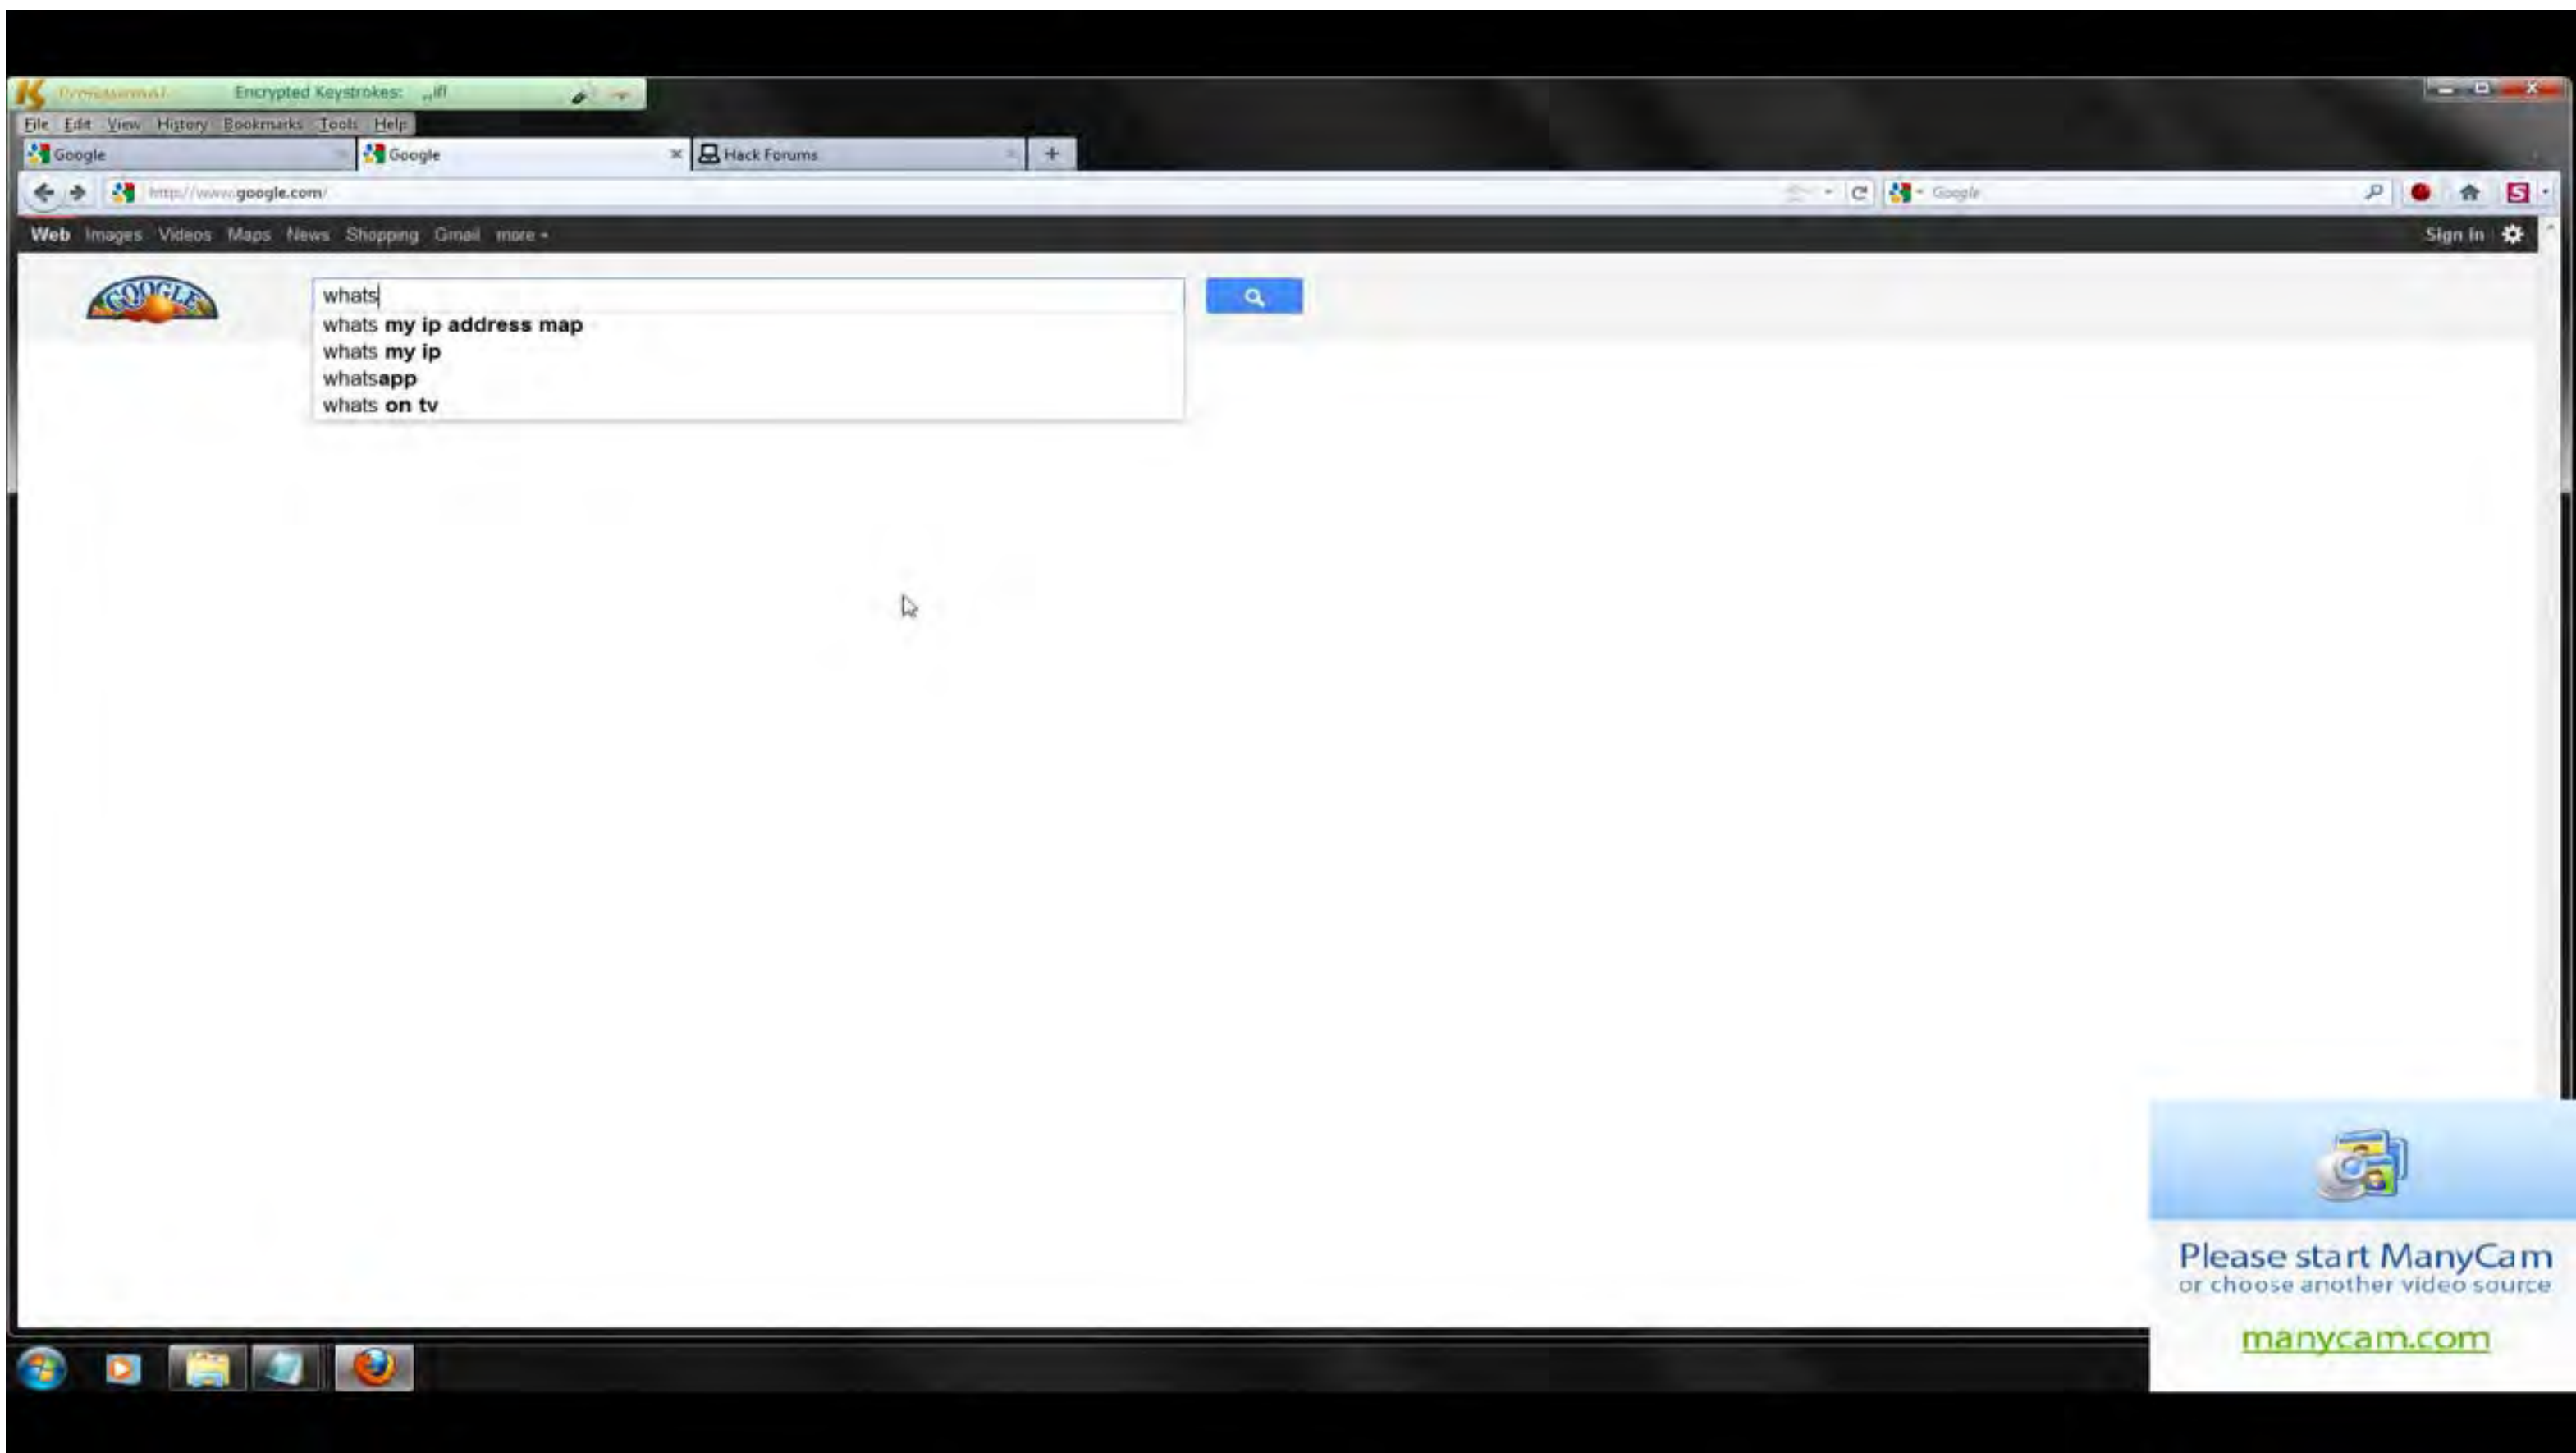 Encrypted Keystrokes:
File Edit View History Bookmarks Tools Help
Google Google Hack Forums
http://www.google.com/ Google
Web Images Videos Maps News Shopping Gmail more Sign in
GOOGLE whats
whats my ip address map
whats my ip
whatsapp
whats on tv
Please start ManyCam
or choose another video source
manycam.com